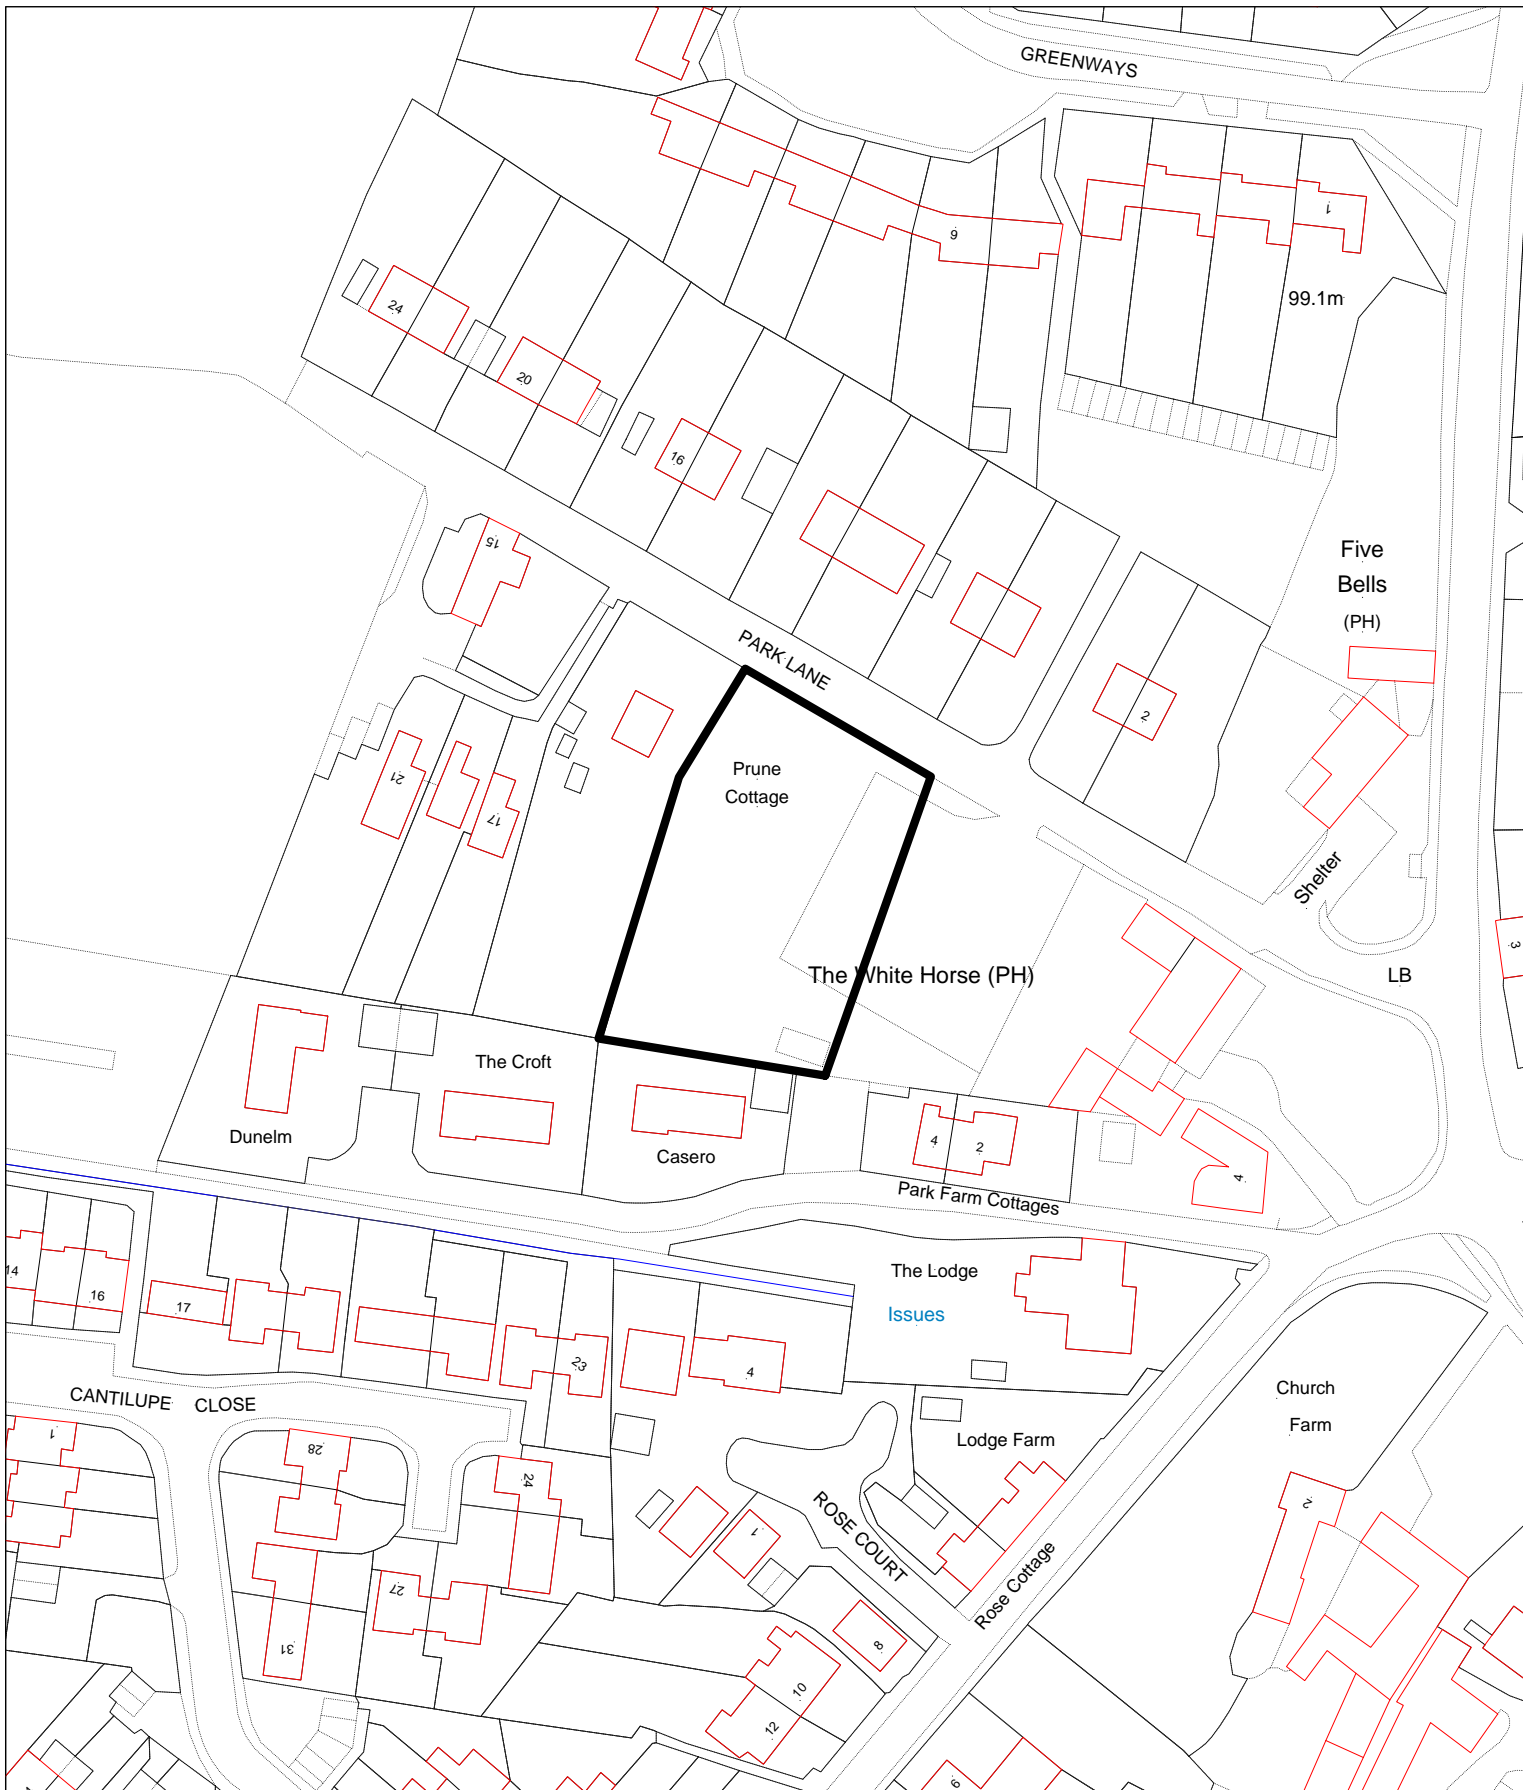 GREENWAYS
1
9
99.1m
24
20
16
Five
Bells
(PH)
15
PARK LANE
2
Prune
Cottage
21
17
Shelter
3
The White Horse (PH)
LB
The Croft
Dunelm
Casero
4
2
4
Park Farm Cottages
The Lodge
Issues
14
16
17
23
4
CANTILUPE CLOSE
Church
Farm
1
28
24
Lodge Farm
2
ROSE COURT
1
Rose Cottage
27
31
8
10
12